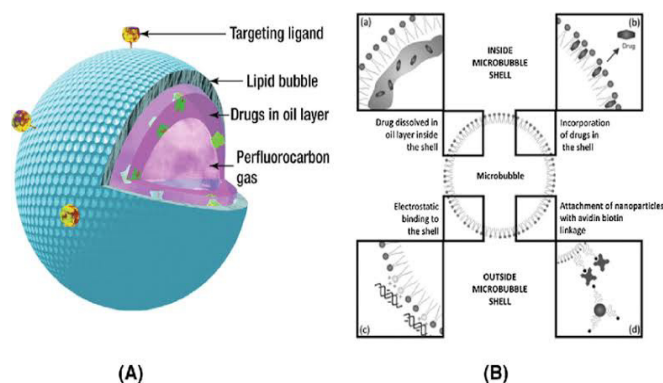 Targeting ligand
Lipid bubble
Drugs in oil layer
Perfluorocarbon
gas
(A)
(a)
INSIDE
MICROBUBBLE
SHELL
(b)
Drug
Drug dissolved in
oil layer inside
the shell
Incorporation
of drugs in
the shell
Microbubble
Electrostatic
binding to
the shell
Attachment of nanoparticles
with avidin biotin
linkage
(c)
OUTSIDE
MICROBUBBLE
SHELL
(d)
(B)